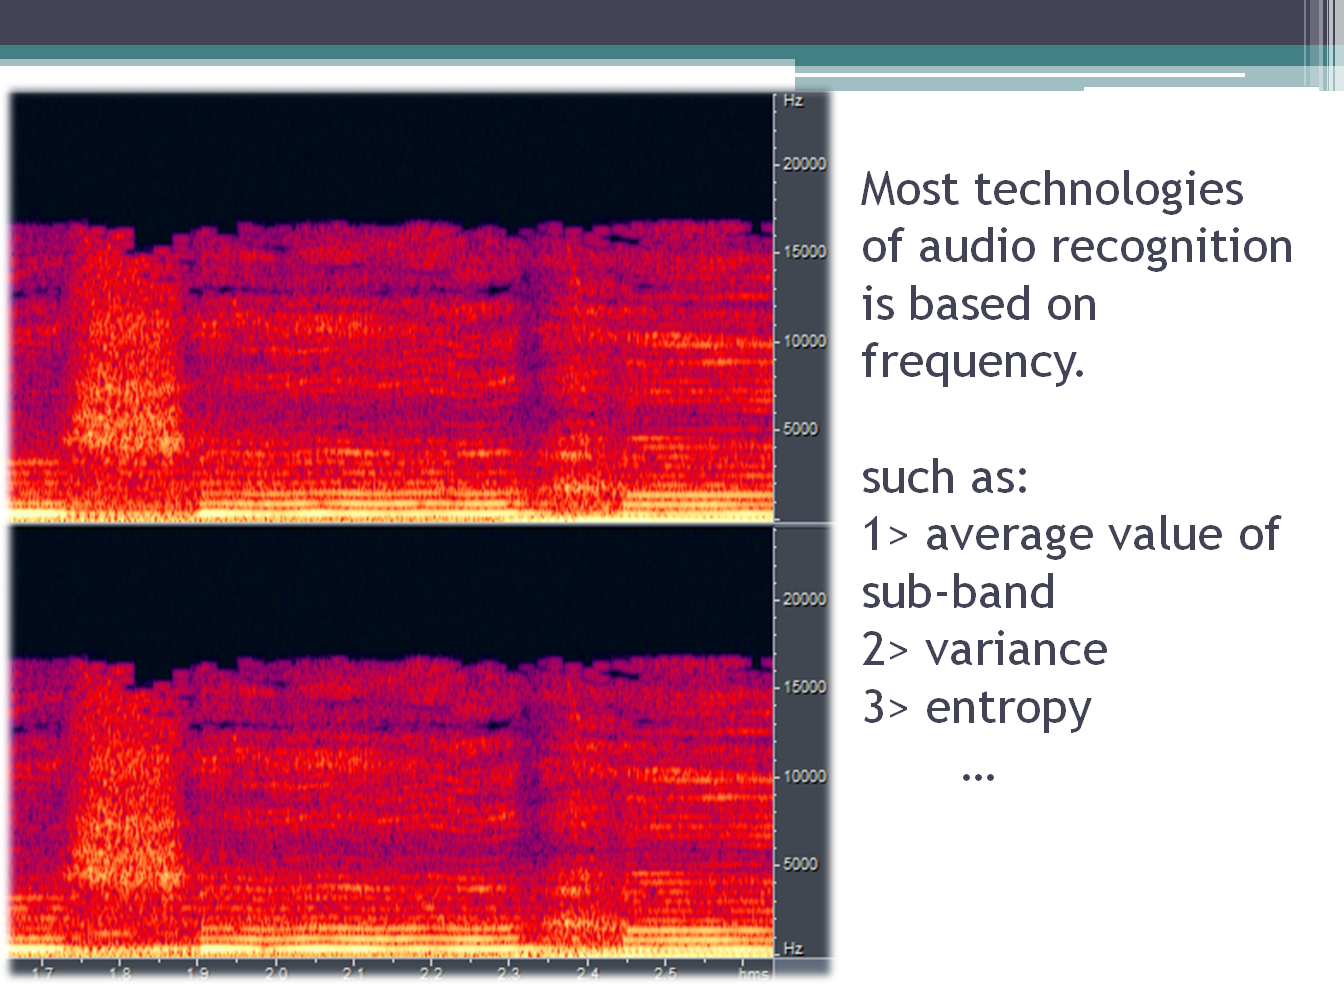 Hz
20000
15000
10000
5000
20000
15000
10000
5000
Hz
1.7 1.8 1.9 2.0 2.1 2.2 2.3 2.4 2.5 hms
Most technologies
of audio recognition
is based on
frequency.
such as:
1> average value of
sub-band
2> variance
3> entropy
...